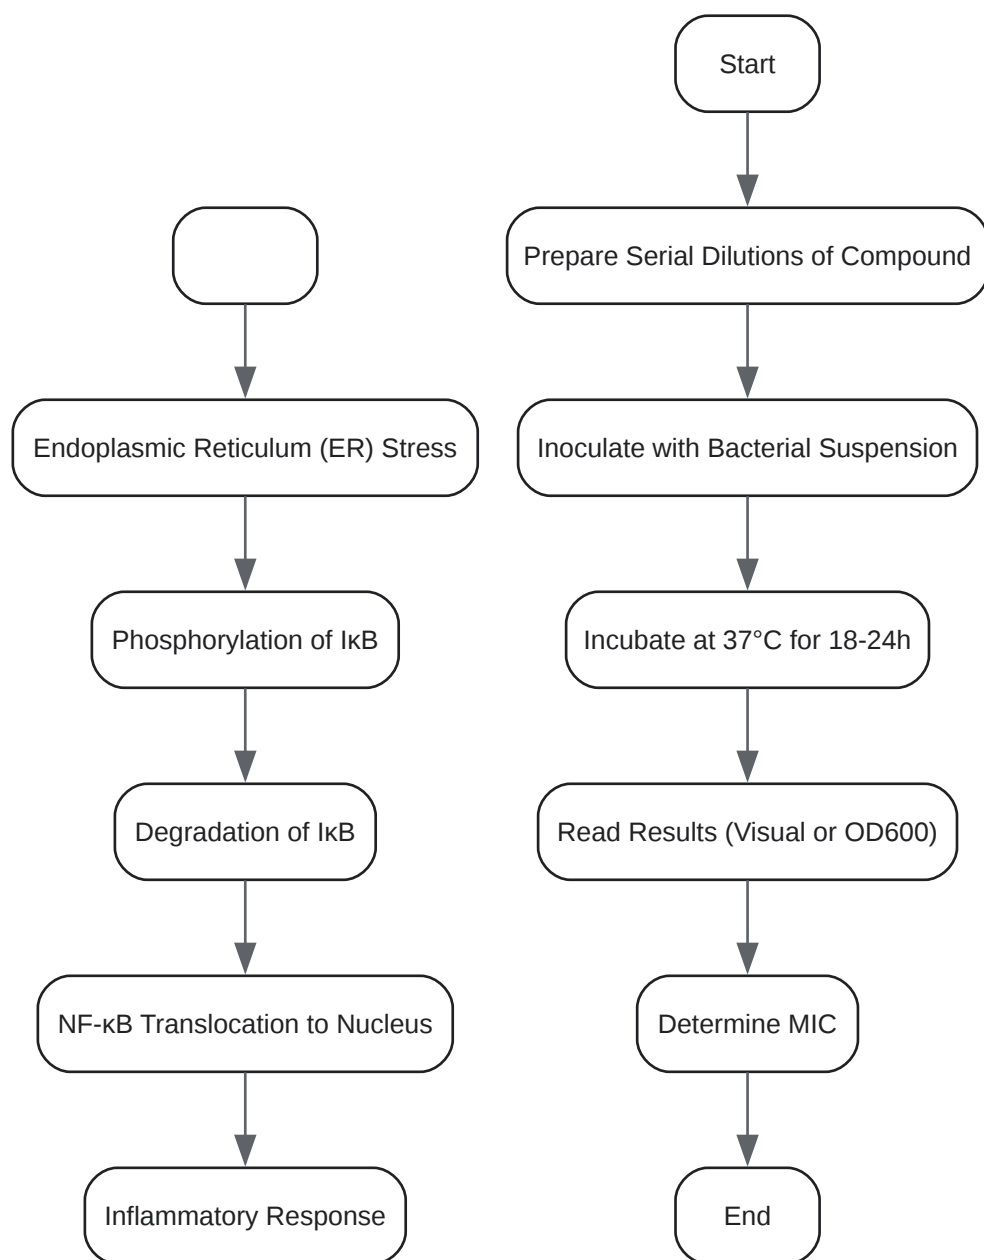 Start
Prepare Serial Dilutions of Compound
Endoplasmic Reticulum (ER) Stress
Inoculate with Bacterial Suspension
Phosphorylation of IκB
Incubate at 37°C for 18-24h
Degradation of IκB
Read Results (Visual or OD600)
NF-κB Translocation to Nucleus
Determine MIC
Inflammatory Response
End